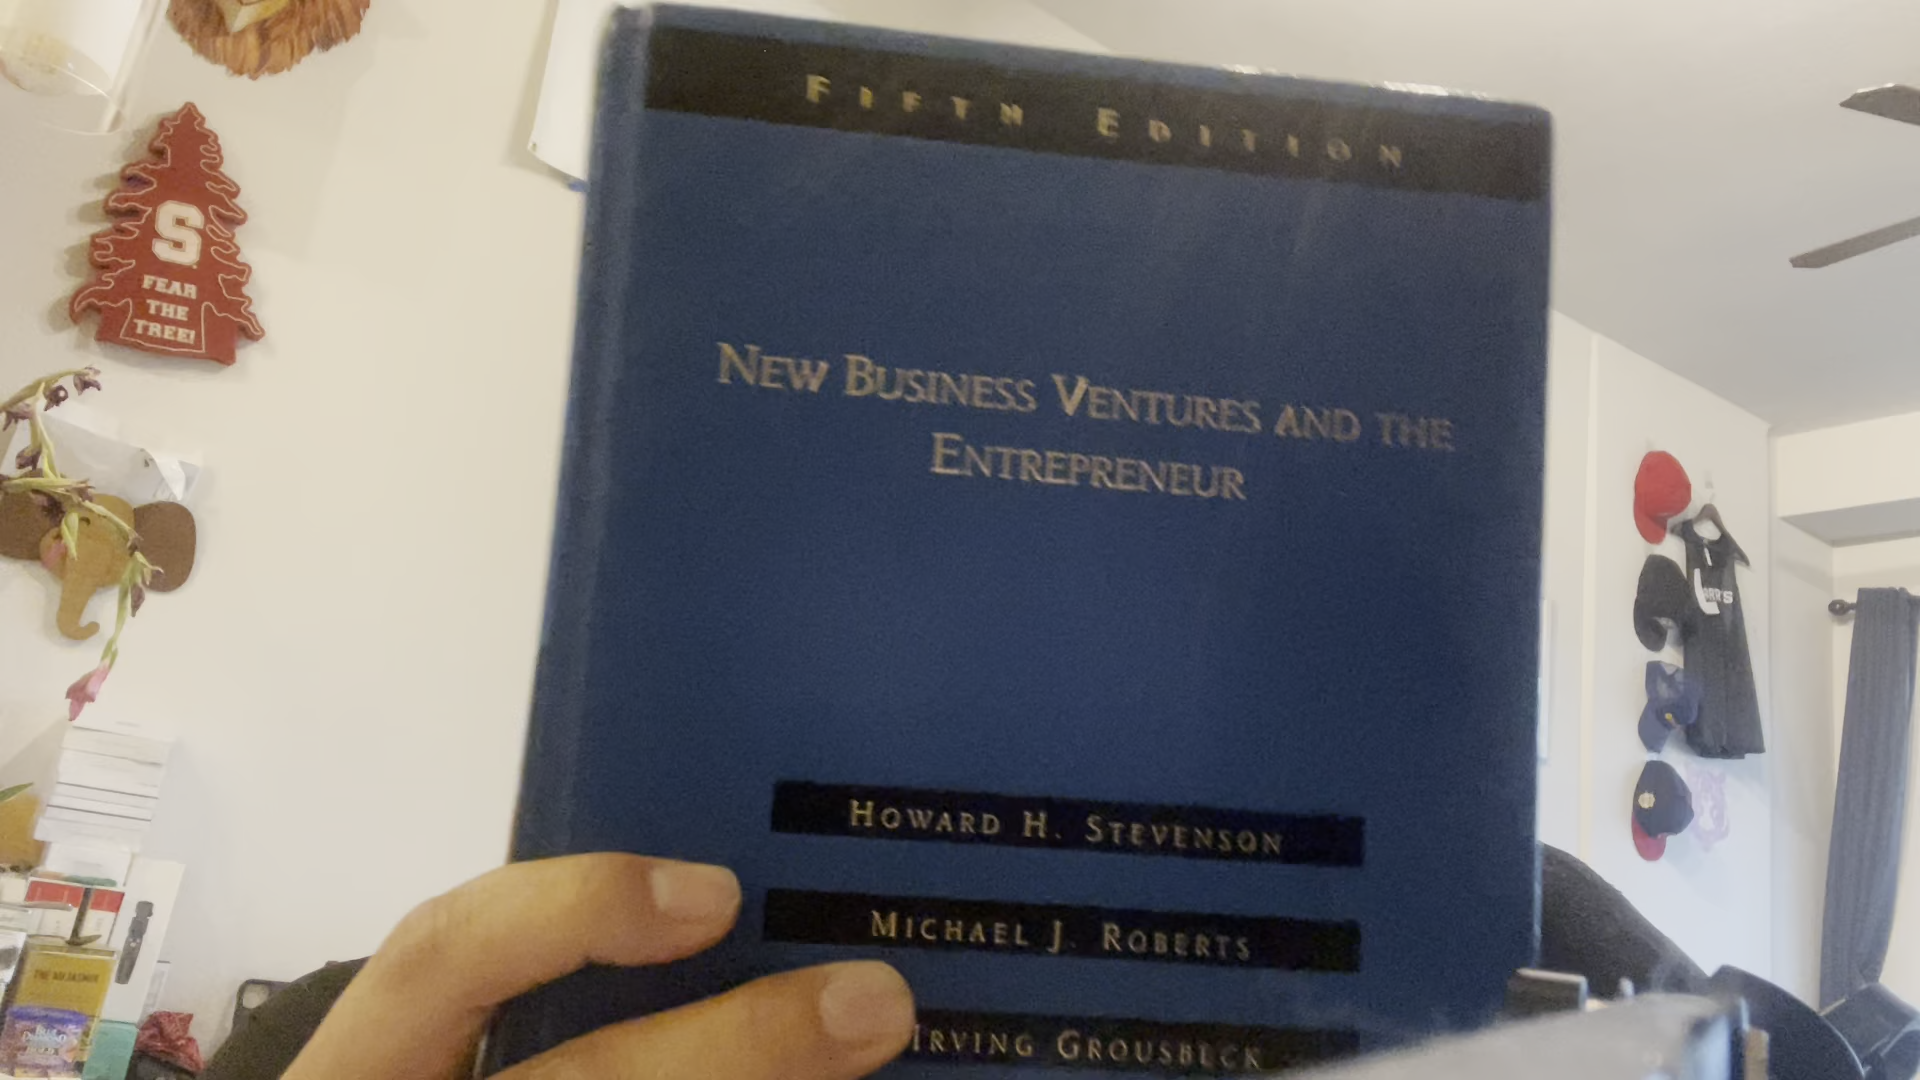 FIFTH EDITION
NEW BUSINESS VENTURES AND THE
ENTREPRENEUR
HOWARD H. STEVENSON
MICHAEL J. ROBERTS
IRVING GROUSBECK
S
FEAR
THE
TREE!